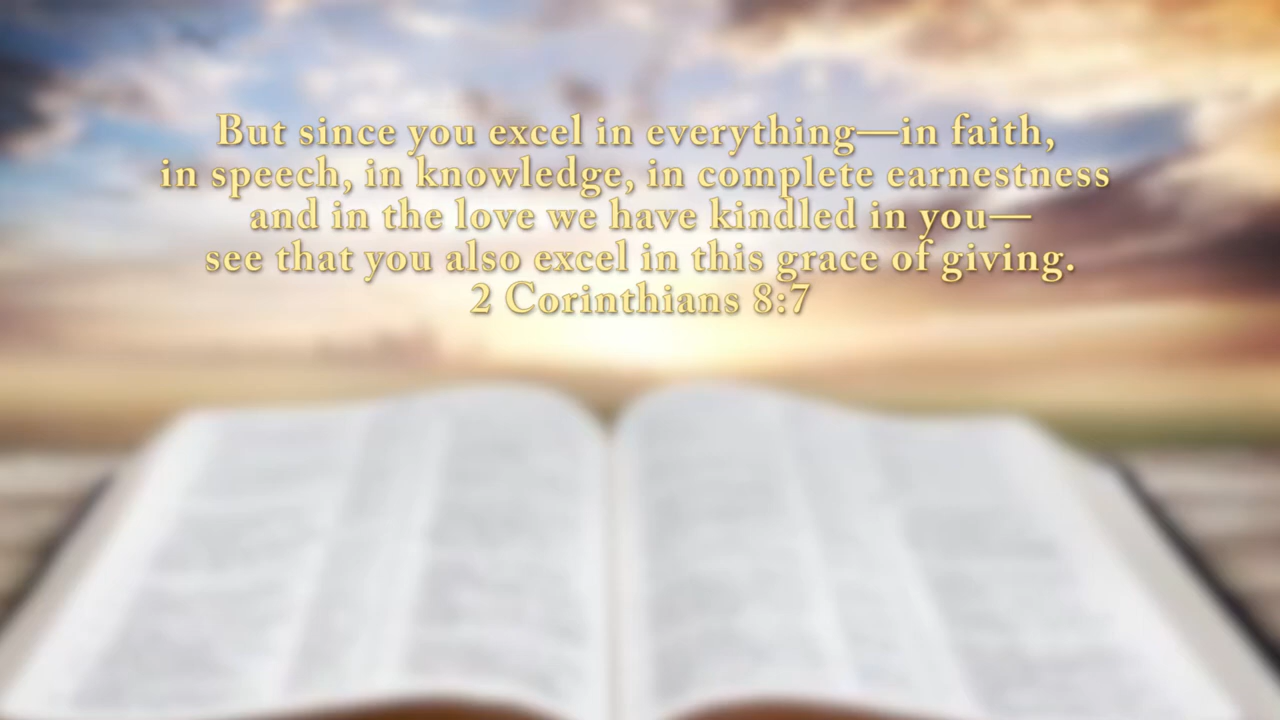 But since you excel in everything—in faith,
in speech, in knowledge, in complete earnestness
and in the love we have kindled in you—
see that you also excel in this grace of giving.
2 Corinthians 8:7